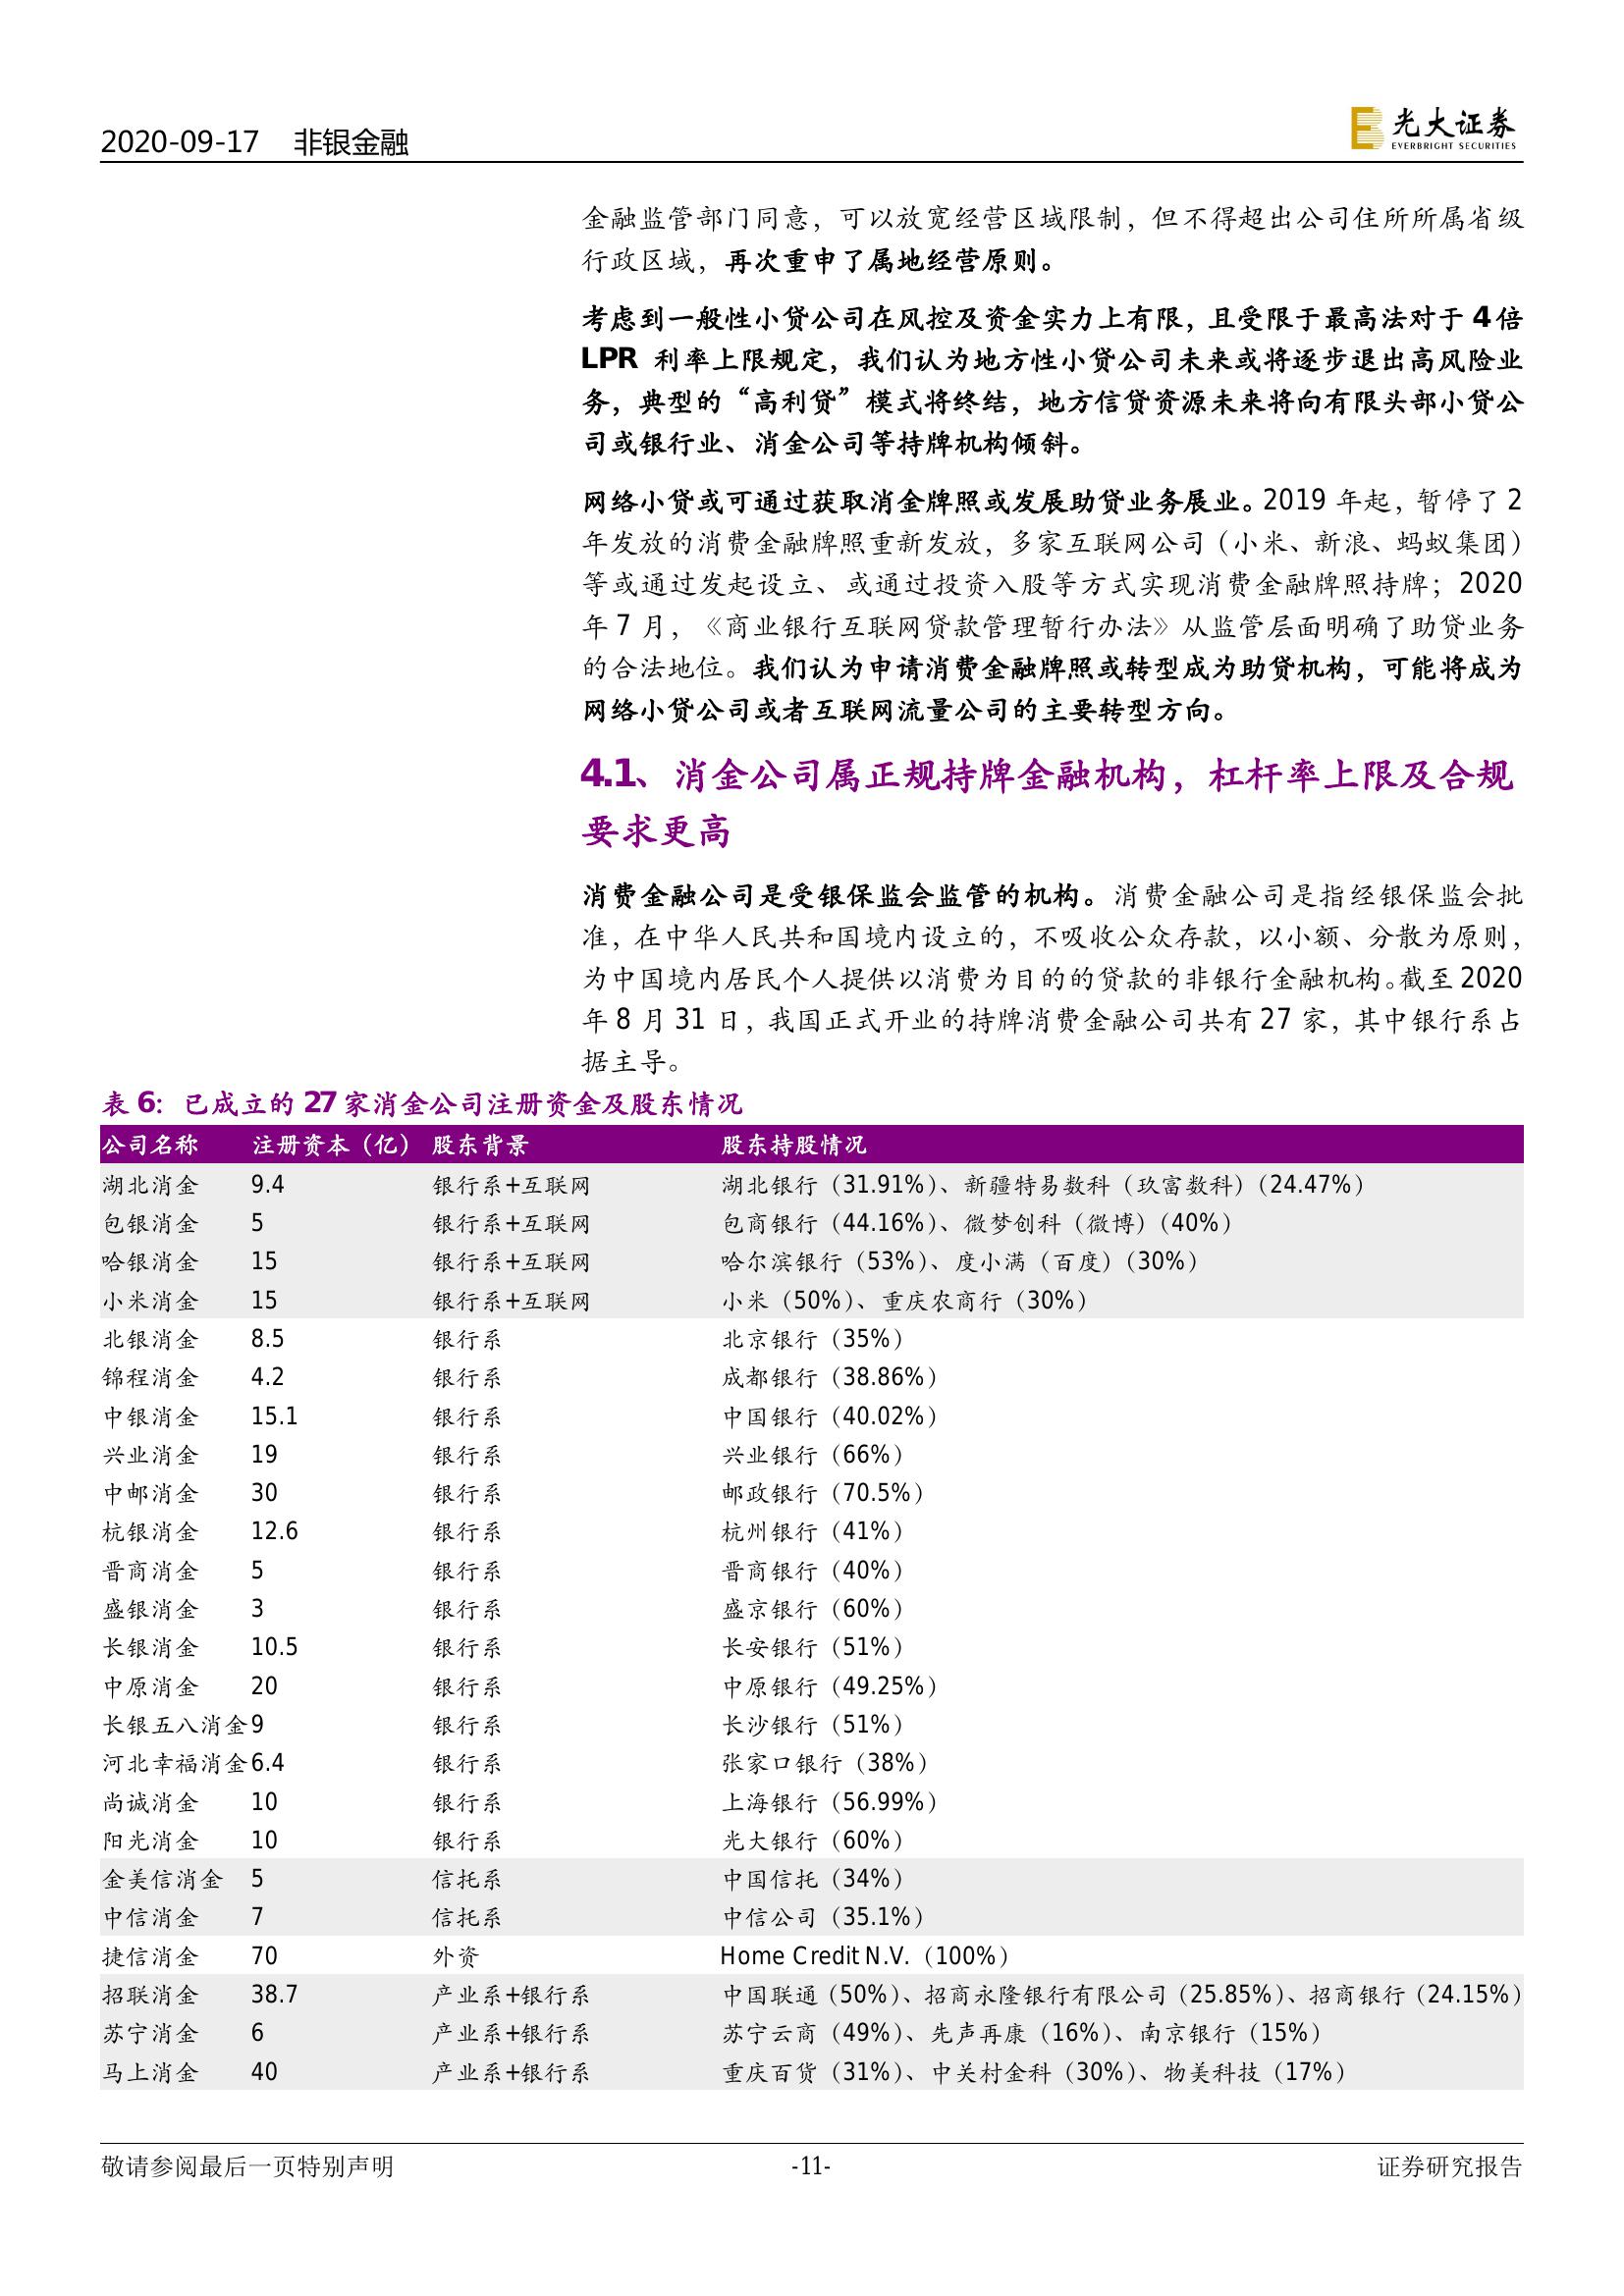 2020-09-17 非银金融
光大证券
EVERBRIGHT SECURITIES
金融监管部门同意，可以放宽经营区域限制，但不得超出公司住所所属省级
行政区域，再次重申了属地经营原则。
考虑到一般性小贷公司在风控及资金实力上有限，且受限于最高法对于 4 倍
LPR 利率上限规定，我们认为地方性小贷公司未来或将逐步退出高风险业
务，典型的“高利贷”模式将终结，地方信贷资源未来将向有限头部小贷公
司或银行业、消金公司等持牌机构倾斜。
网络小贷或可通过获取消金牌照或发展助贷业务展业。2019 年起，暂停了 2
年发放的消费金融牌照重新发放，多家互联网公司（小米、新浪、蚂蚁集团）
等或通过发起设立、或通过投资入股等方式实现消费金融牌照持牌；2020
年 7 月，《商业银行互联网贷款管理暂行办法》从监管层面明确了助贷业务
的合法地位。我们认为申请消费金融牌照或转型成为助贷机构，可能将成为
网络小贷公司或者互联网流量公司的主要转型方向。
4.1、消金公司属正规持牌金融机构，杠杆率上限及合规
要求更高
消费金融公司是受银保监会监管的机构。消费金融公司是指经银保监会批
准，在中华人民共和国境内设立的，不吸收公众存款，以小额、分散为原则，
为中国境内居民个人提供以消费为目的的贷款的非银行金融机构。截至 2020
年 8 月 31 日，我国正式开业的持牌消费金融公司共有 27 家，其中银行系占
据主导。
表 6：已成立的 27 家消金公司注册资金及股东情况
公司名称 注册资本（亿） 股东背景 股东持股情况
湖北消金 9.4 银行系+互联网 湖北银行（31.91%）、新疆特易数科（玖富数科）（24.47%）
包银消金 5 银行系+互联网 包商银行（44.16%）、微梦创科（微博）（40%）
哈银消金 15 银行系+互联网 哈尔滨银行（53%）、度小满（百度）（30%）
小米消金 15 银行系+互联网 小米（50%）、重庆农商行（30%）
北银消金 8.5 银行系 北京银行（35%）
锦程消金 4.2 银行系 成都银行（38.86%）
中银消金 15.1 银行系 中国银行（40.02%）
兴业消金 19 银行系 兴业银行（66%）
中邮消金 30 银行系 邮政银行（70.5%）
杭银消金 12.6 银行系 杭州银行（41%）
晋商消金 5 银行系 晋商银行（40%）
盛银消金 3 银行系 盛京银行（60%）
长银消金 10.5 银行系 长安银行（51%）
中原消金 20 银行系 中原银行（49.25%）
长银五八消金 9 银行系 长沙银行（51%）
河北幸福消金 6.4 银行系 张家口银行（38%）
尚诚消金 10 银行系 上海银行（56.99%）
阳光消金 10 银行系 光大银行（60%）
金美信消金 5 信托系 中国信托（34%）
中信消金 7 信托系 中信公司（35.1%）
捷信消金 70 外资 Home Credit N.V.（100%）
招联消金 38.7 产业系+银行系 中国联通（50%）、招商永隆银行有限公司（25.85%）、招商银行（24.15%）
苏宁消金 6 产业系+银行系 苏宁云商（49%）、先声再康（16%）、南京银行（15%）
马上消金 40 产业系+银行系 重庆百货（31%）、中关村金科（30%）、物美科技（17%）
敬请参阅最后一页特别声明 -11- 证券研究报告